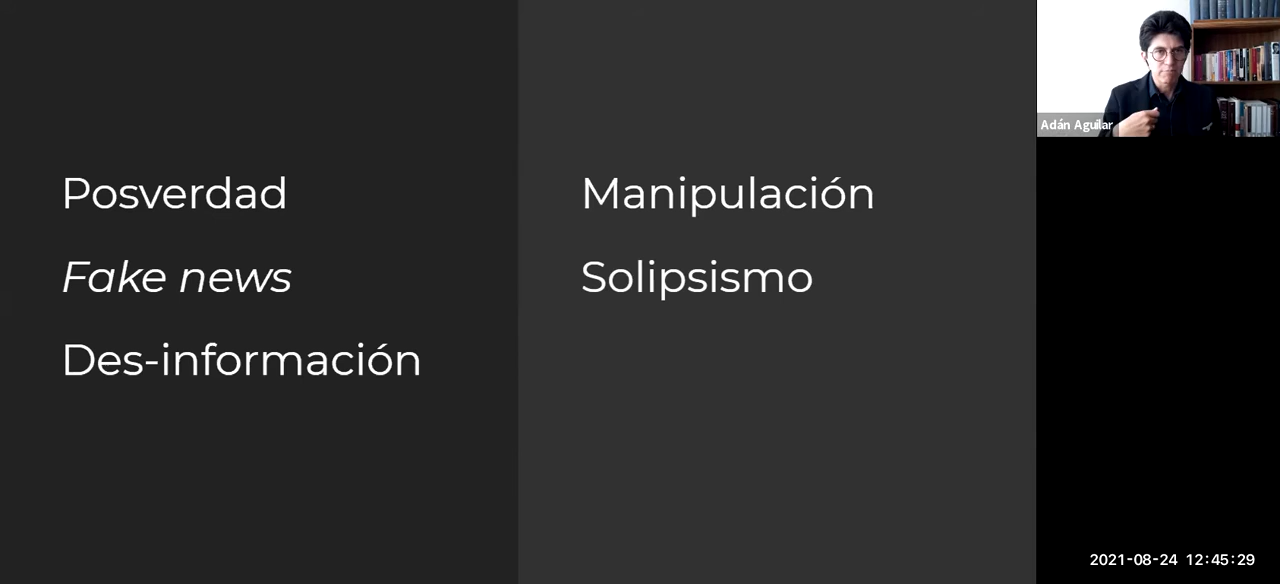 Posverdad
Fake news
Des-información
Manipulación
Solipsismo
Adán Aguilar
2021-08-24 12:45:29